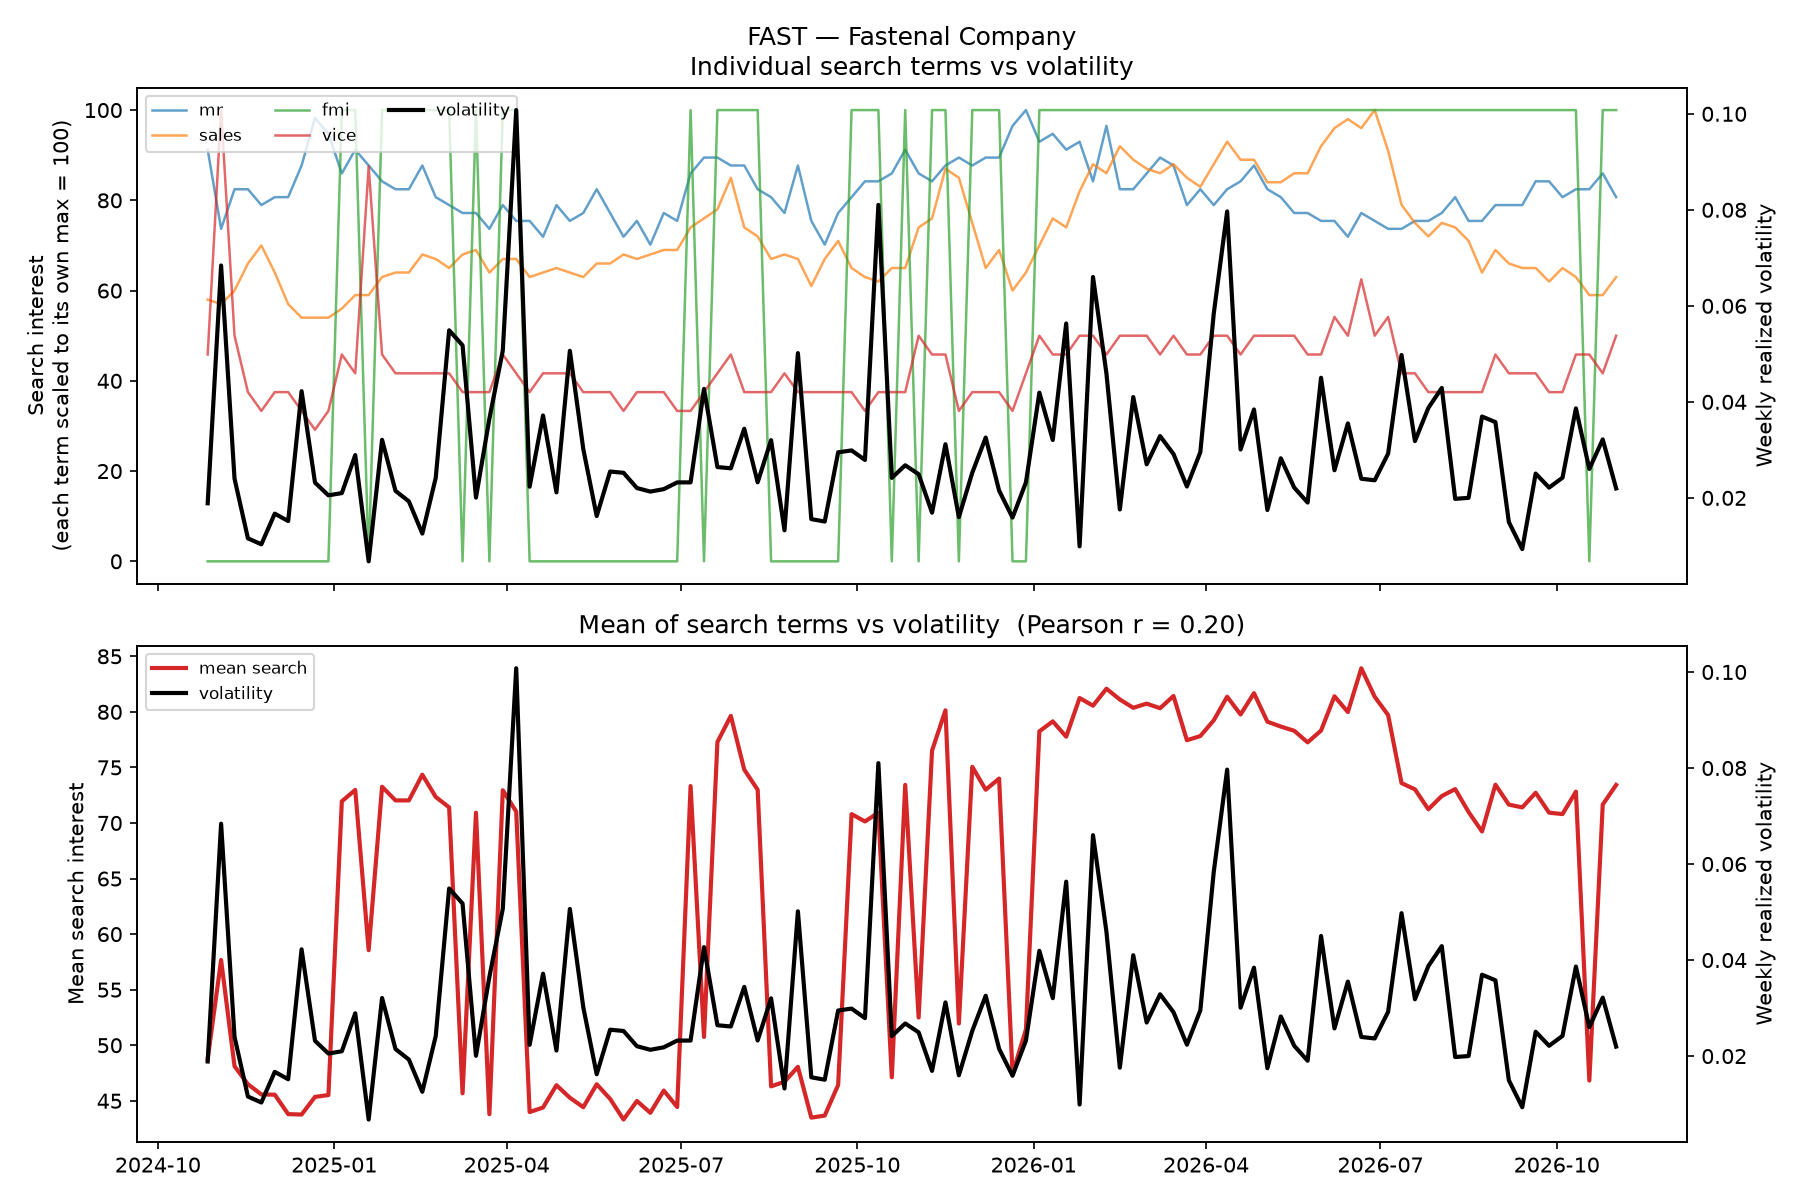 FAST — Fastenal Company
Individual search terms vs volatility
mr
sales
fmi
vice
volatility
100
80
60
40
20
0
Search interest
(each term scaled to its own max = 100)
0.10
0.08
0.06
0.04
0.02
Weekly realized volatility
Mean of search terms vs volatility  (Pearson r = 0.20)
mean search
volatility
85
80
75
70
65
60
55
50
45
Mean search interest
0.10
0.08
0.06
0.04
0.02
Weekly realized volatility
2024-10
2025-01
2025-04
2025-07
2025-10
2026-01
2026-04
2026-07
2026-10